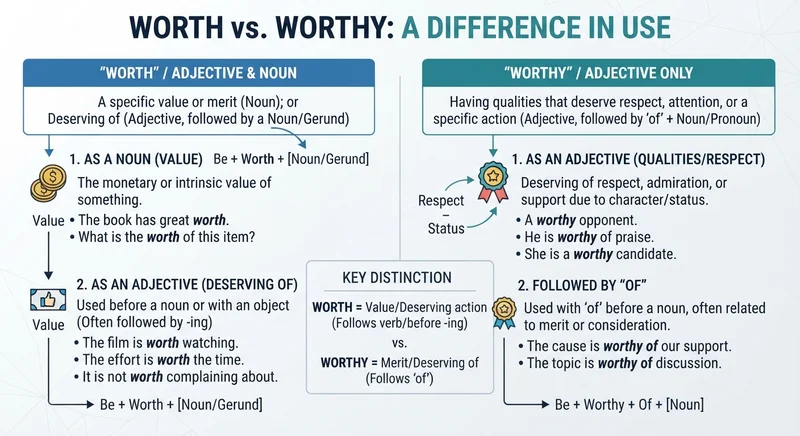 WORTH vs. WORTHY: A DIFFERENCE IN USE
"WORTH" / ADJECTIVE & NOUN
A specific value or merit (Noun); or
Deserving of (Adjective, followed by a Noun/Gerund)
1. AS A NOUN (VALUE)
Be + Worth + [Noun/Gerund]
The monetary or intrinsic value of
something.
Value
• The book has great worth.
• What is the worth of this item?
2. AS AN ADJECTIVE (DESERVING OF)
Used before a noun or with an object
(Often followed by -ing)
Value
• The film is worth watching.
• The effort is worth the time.
• It is not worth complaining about.
Be + Worth + [Noun/Gerund]
KEY DISTINCTION
WORTH = Value/Deserving action
(Follows verb/before -ing)
vs.
WORTHY = Merit/Deserving of
(Follows 'of')
"WORTHY" / ADJECTIVE ONLY
Having qualities that deserve respect, attention, or a
specific action (Adjective, followed by 'of' + Noun/Pronoun)
1. AS AN ADJECTIVE (QUALITIES/RESPECT)
Respect
–
Status
Deserving of respect, admiration, or
support due to character/status.
• A worthy opponent.
• He is worthy of praise.
• She is a worthy candidate.
2. FOLLOWED BY "OF"
Used with 'of' before a noun, often related
to merit or consideration.
• The cause is worthy of our support.
• The topic is worthy of discussion.
Be + Worthy + Of + [Noun]